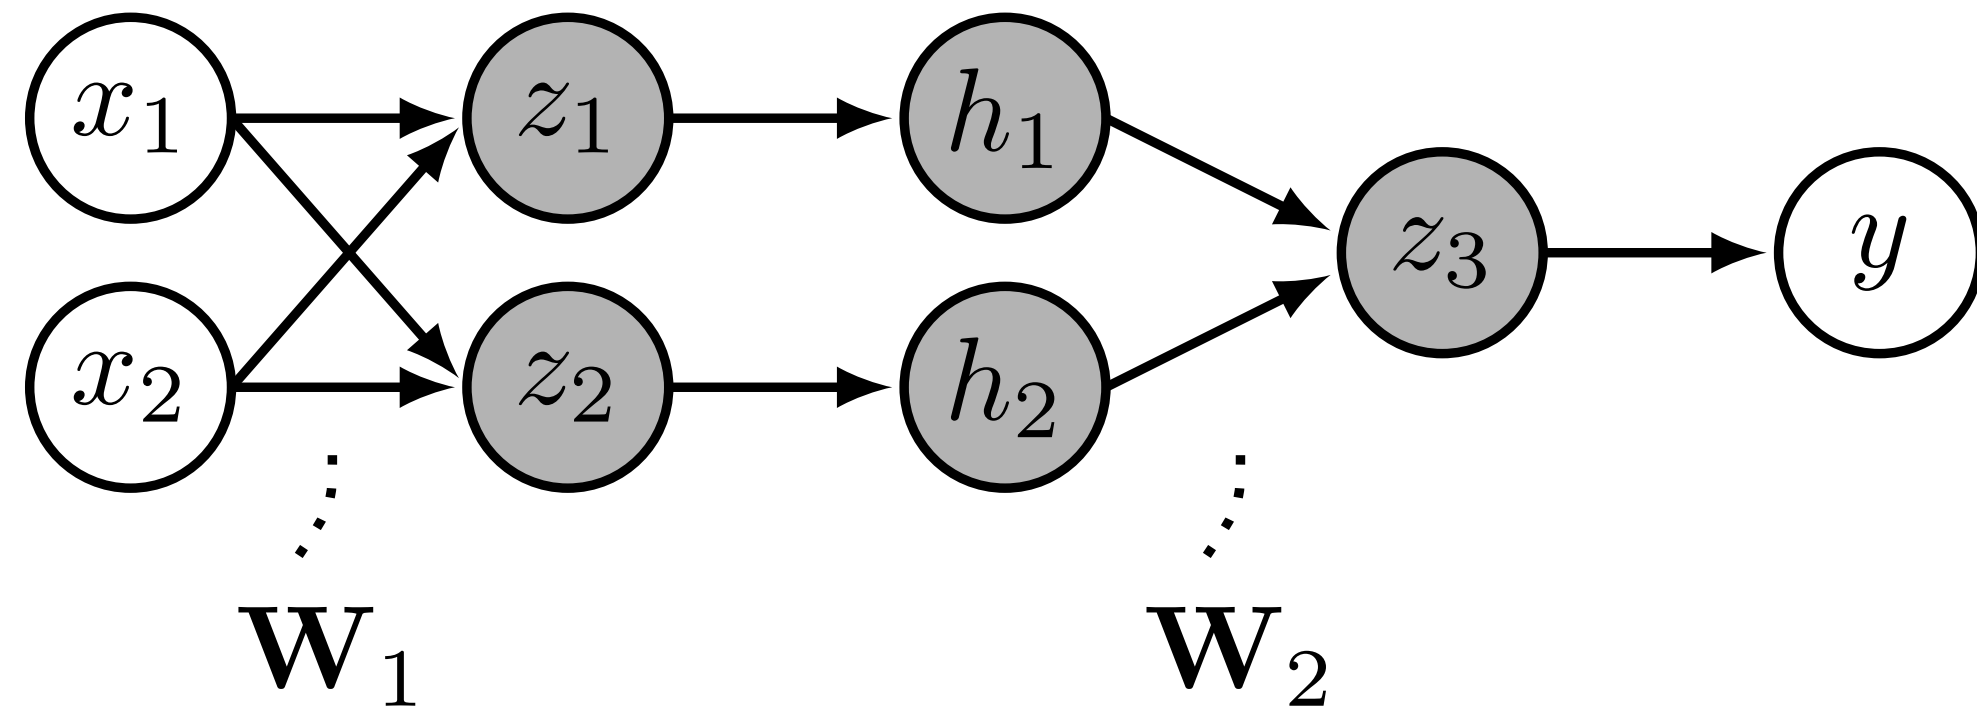 x₁ z₁ h₁
z₃ y
x₂ z₂ h₂
W₁ W₂